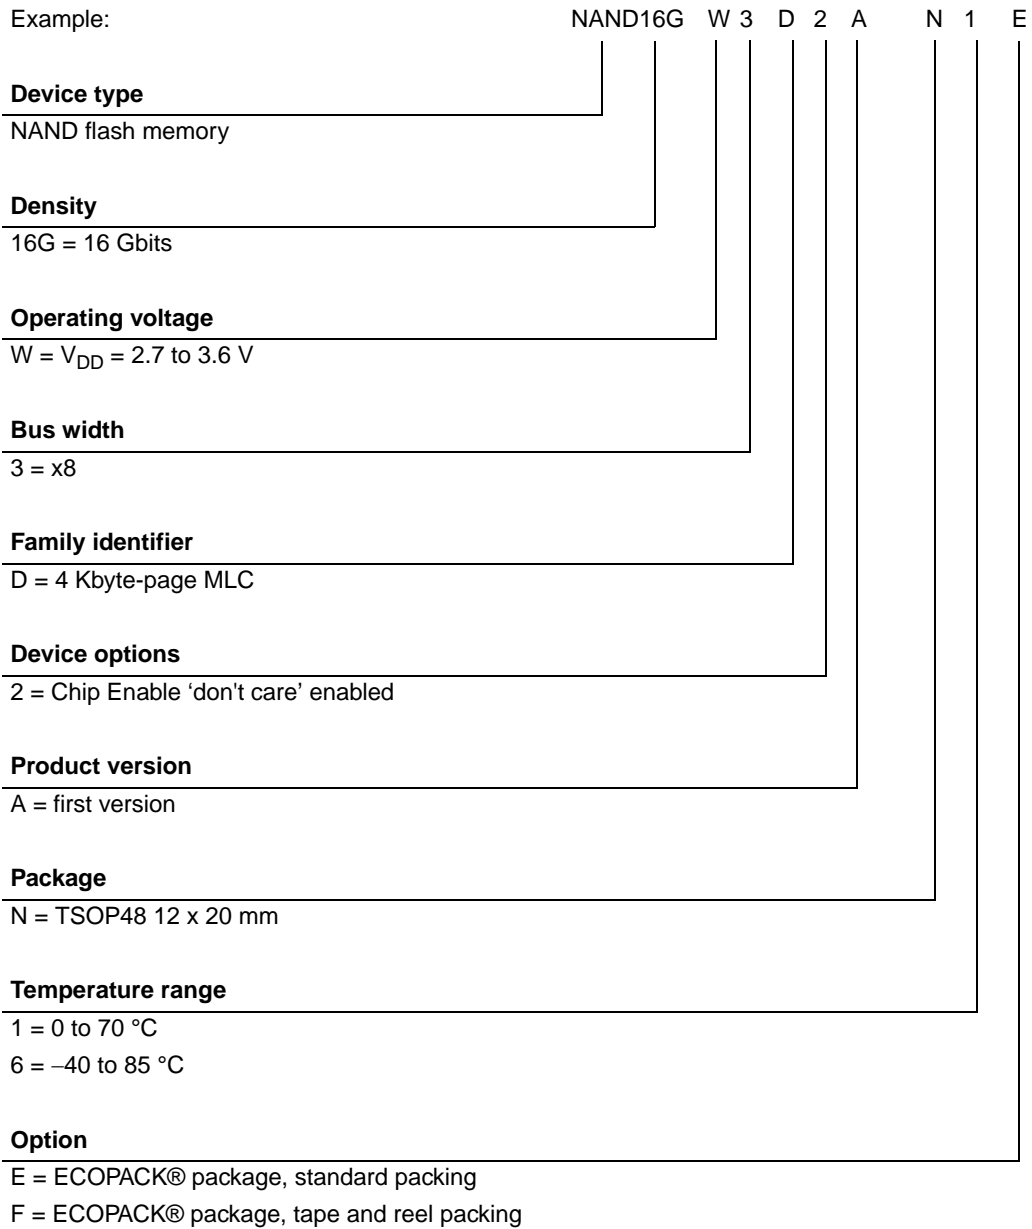 Example: NAND16G W 3 D 2 A N 1 E
Device type
NAND flash memory
Density
16G = 16 Gbits
Operating voltage
W = VDD = 2.7 to 3.6 V
Bus width
3 = x8
Family identifier
D = 4 Kbyte-page MLC
Device options
2 = Chip Enable ‘don't care’ enabled
Product version
A = first version
Package
N = TSOP48 12 x 20 mm
Temperature range
1 = 0 to 70 °C
6 = −40 to 85 °C
Option
E = ECOPACK® package, standard packing
F = ECOPACK® package, tape and reel packing